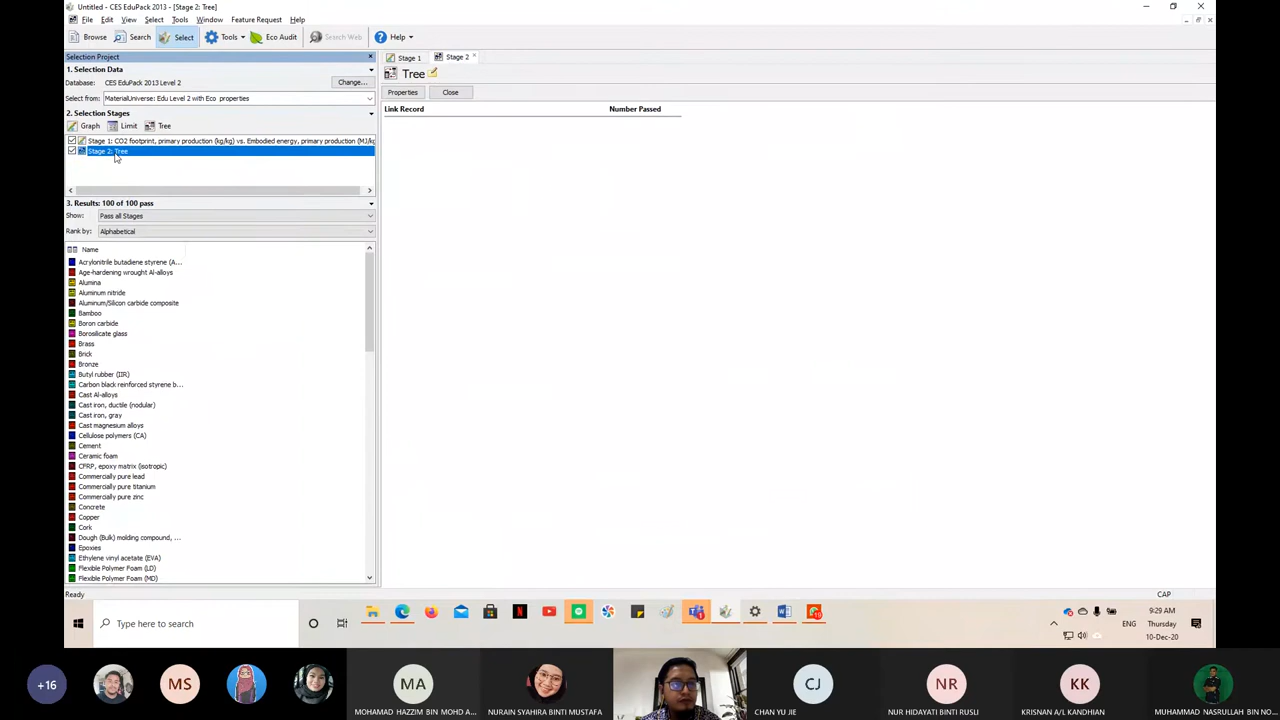 Untitled - CES EduPack 2013 - [Stage 2: Tree]
File Edit View Select Tools Window Feature Request Help
Browse Search Select Tools Eco Audit Search Web Help
Selection Project
1. Selection Data
Database: CES EduPack 2013 Level 2 Change...
Select from: MaterialUniverse: Edu Level 2 with Eco properties
2. Selection Stages
Graph Limit Tree
Stage 1: CO2 footprint, primary production (kg/kg) vs. Embodied energy, primary production (MJ/kg
Stage 2: Tree
3. Results: 100 of 100 pass
Show: Pass all Stages
Rank by: Alphabetical
Name
Acrylonitrile butadiene styrene (A...
Age-hardening wrought Al-alloys
Alumina
Aluminum nitride
Aluminum/Silicon carbide composite
Bamboo
Boron carbide
Borosilicate glass
Brass
Brick
Bronze
Butyl rubber (IIR)
Carbon black reinforced styrene b...
Cast Al-alloys
Cast iron, ductile (nodular)
Cast iron, gray
Cast magnesium alloys
Cellulose polymers (CA)
Cement
Ceramic foam
CFRP, epoxy matrix (isotropic)
Commercially pure lead
Commercially pure titanium
Commercially pure zinc
Concrete
Copper
Cork
Dough (Bulk) molding compound, ...
Epoxies
Ethylene vinyl acetate (EVA)
Flexible Polymer Foam (LD)
Flexible Polymer Foam (MD)
Stage 1 Stage 2
Tree
Properties Close
Link Record Number Passed
Ready CAP
Type here to search
ENG
9:29 AM
Thursday
10-Dec-20
+16
MS
MA
MOHAMAD HAZZIM BIN MOHD A...
NURAIN SYAHIRA BINTI MUSTAFA
CJ
CHAN YU JIE
NR
NUR HIDAYATI BINTI RUSLI
KK
KRISNAN A/L KANDHIAN
MUHAMMAD NASRULLAH BIN NO...